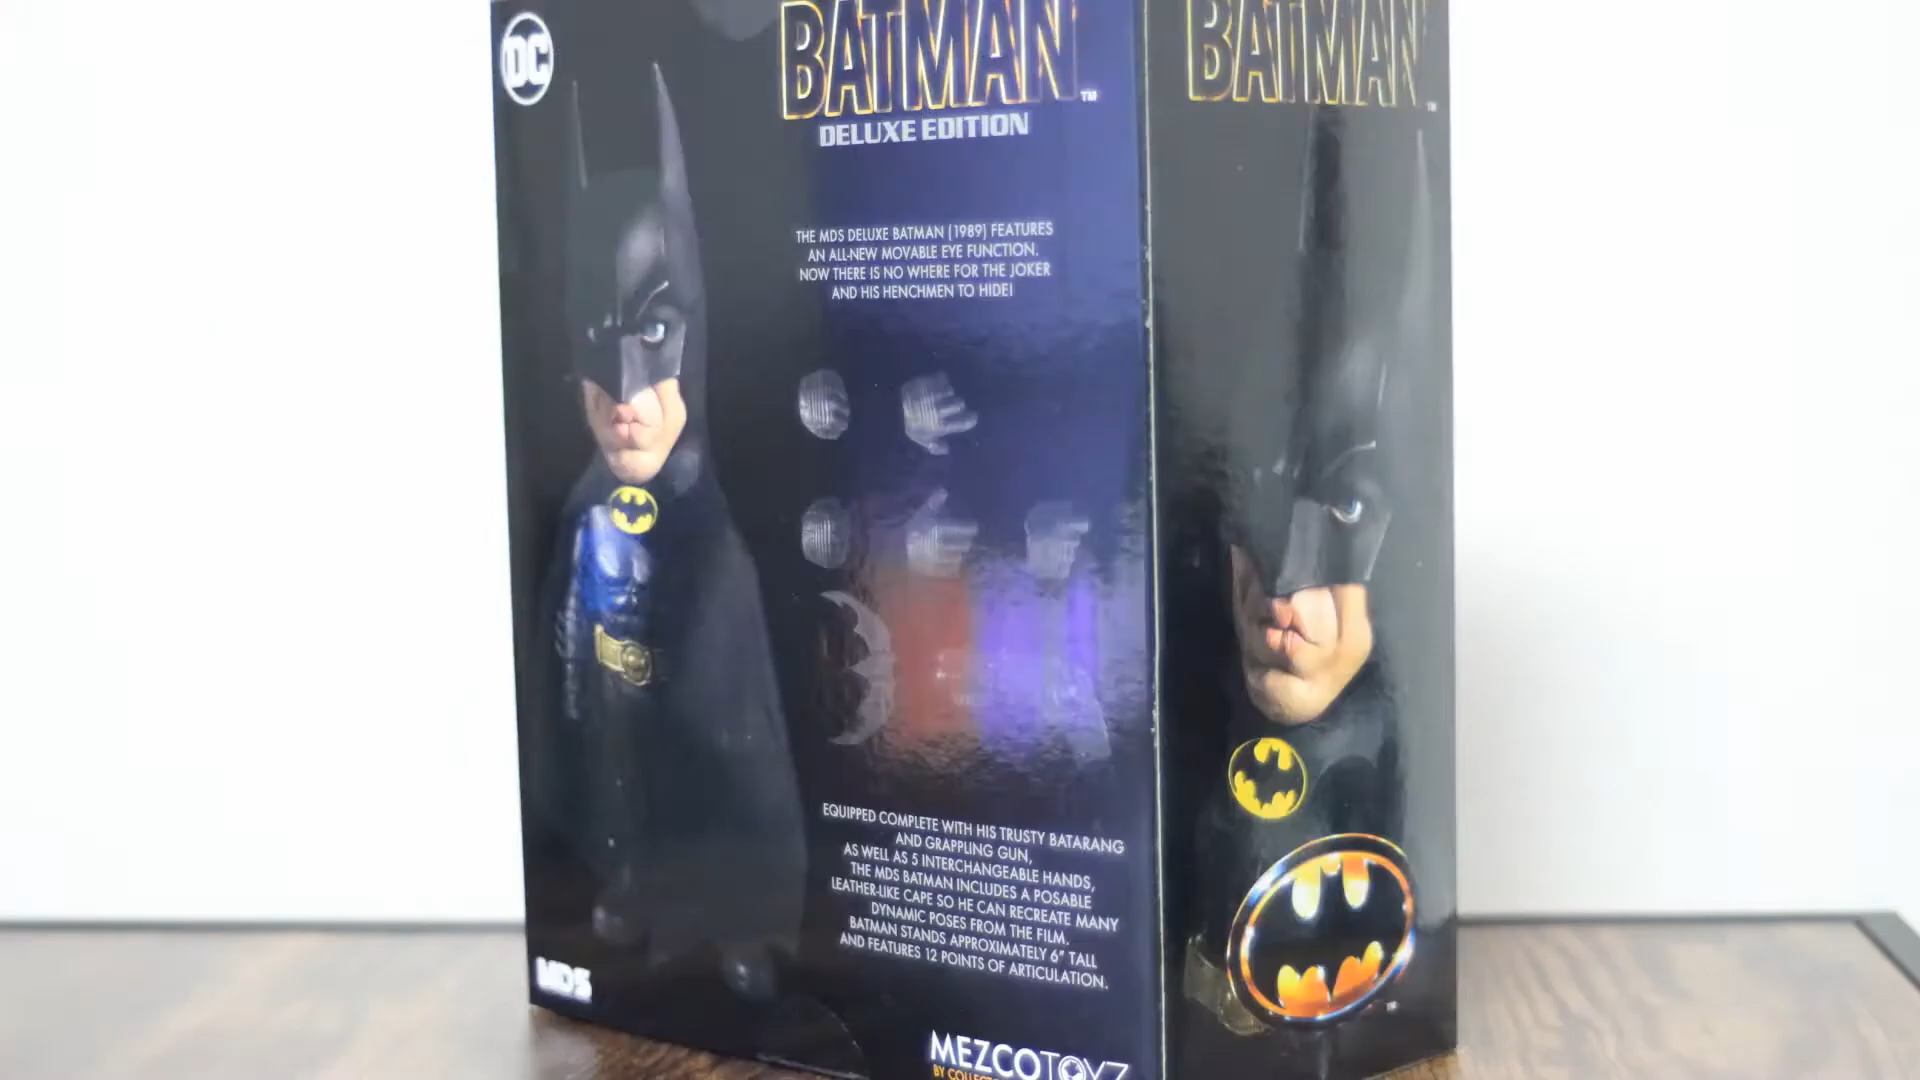 DC
BATMAN™
DELUXE EDITION
THE MDS DELUXE BATMAN (1989) FEATURES
AN ALL-NEW MOVABLE EYE FUNCTION.
NOW THERE IS NO WHERE FOR THE JOKER
AND HIS HENCHMEN TO HIDE!
EQUIPPED COMPLETE WITH HIS TRUSTY BATARANG
AND GRAPPLING GUN,
AS WELL AS 5 INTERCHANGEABLE HANDS,
THE MDS BATMAN INCLUDES A POSABLE
LEATHER-LIKE CAPE SO HE CAN RECREATE MANY
DYNAMIC POSES FROM THE FILM.
BATMAN STANDS APPROXIMATELY 6" TALL
AND FEATURES 12 POINTS OF ARTICULATION.
MDS
MEZCOTOYZ
BY
BATMAN™
™